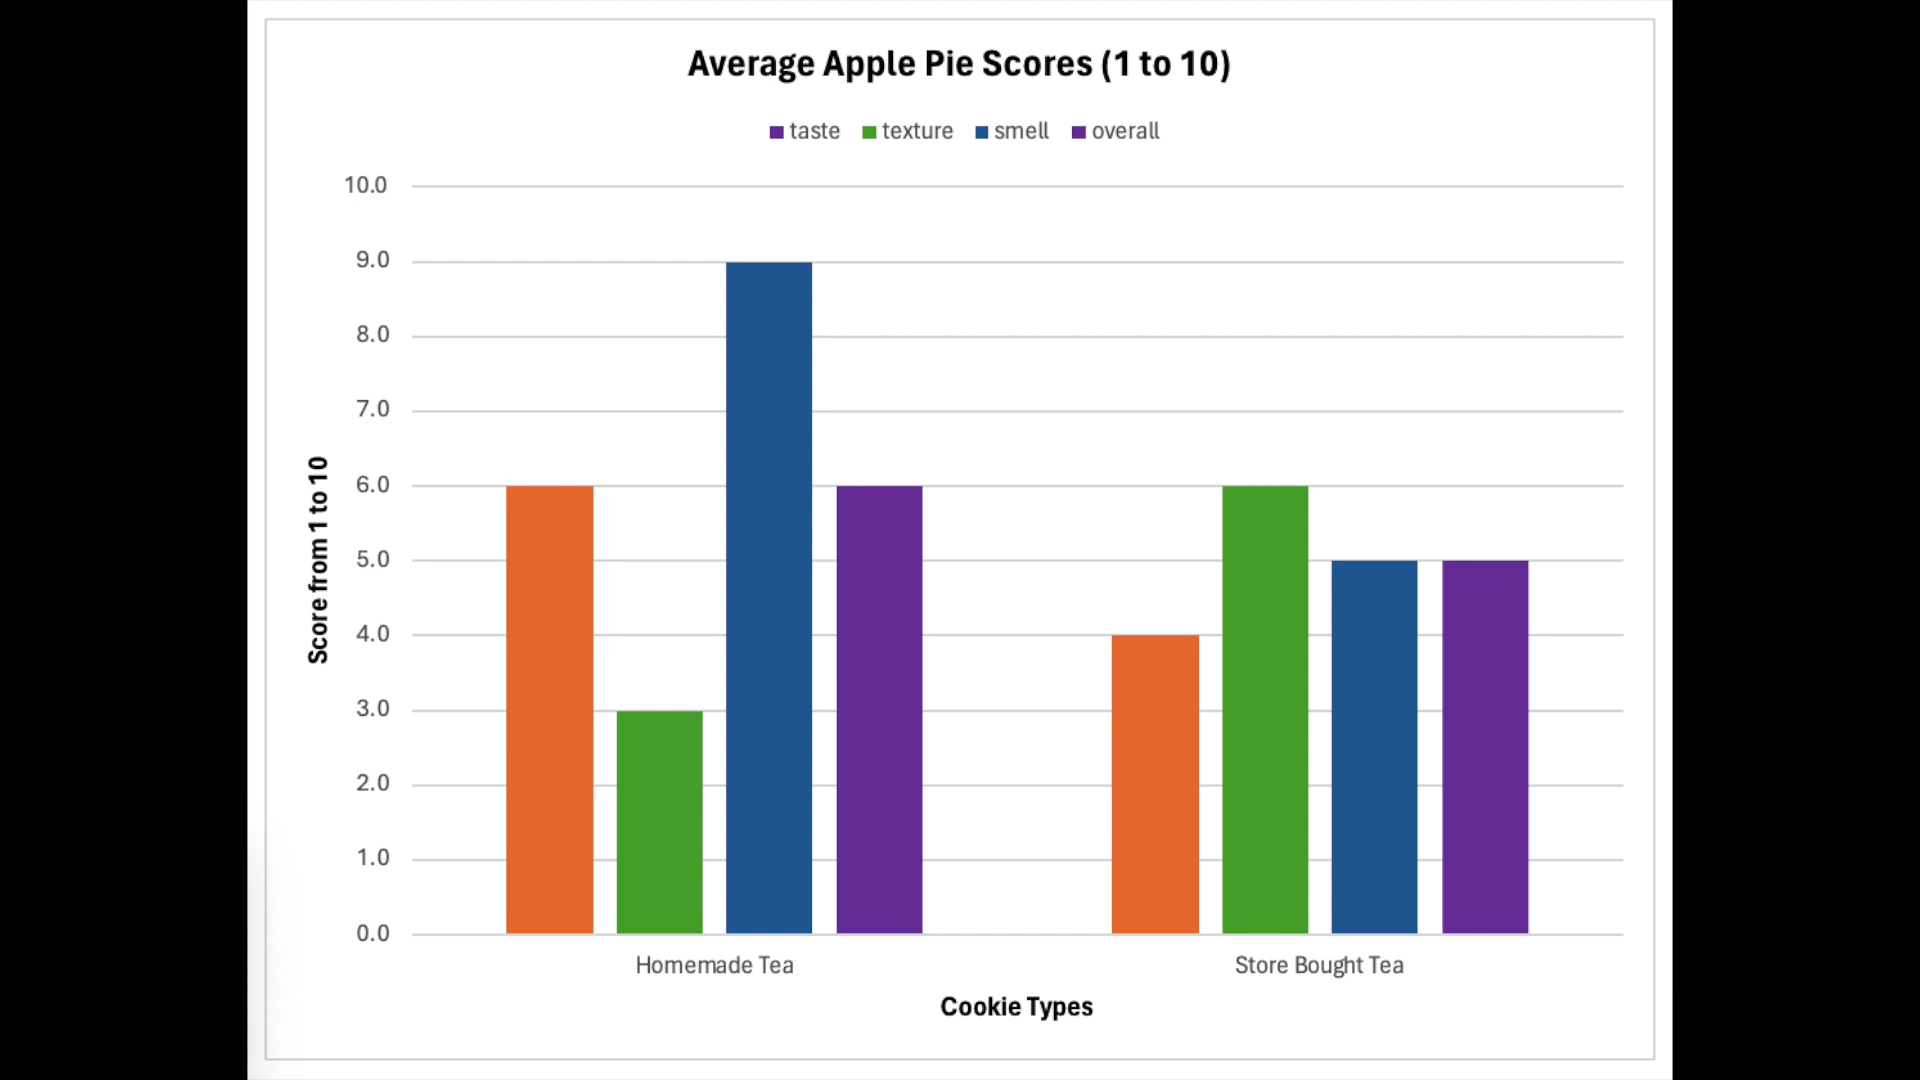 Average Apple Pie Scores (1 to 10)
taste texture smell overall
10.0
9.0
8.0
7.0
6.0
5.0
4.0
3.0
2.0
1.0
0.0
Score from 1 to 10
Homemade Tea Store Bought Tea
Cookie Types